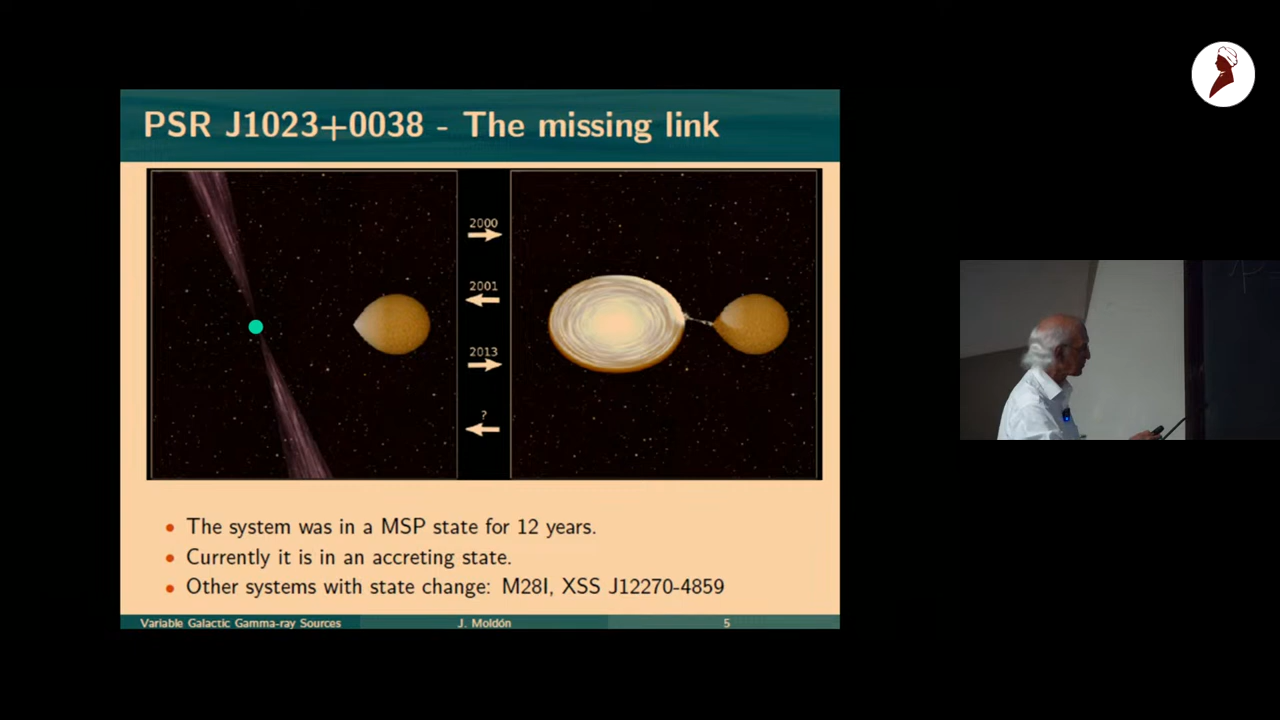 PSR J1023+0038 - The missing link
2000
2001
2013
?
• The system was in a MSP state for 12 years.
• Currently it is in an accreting state.
• Other systems with state change: M28I, XSS J12270-4859
Variable Galactic Gamma-ray Sources J. Moldón 5